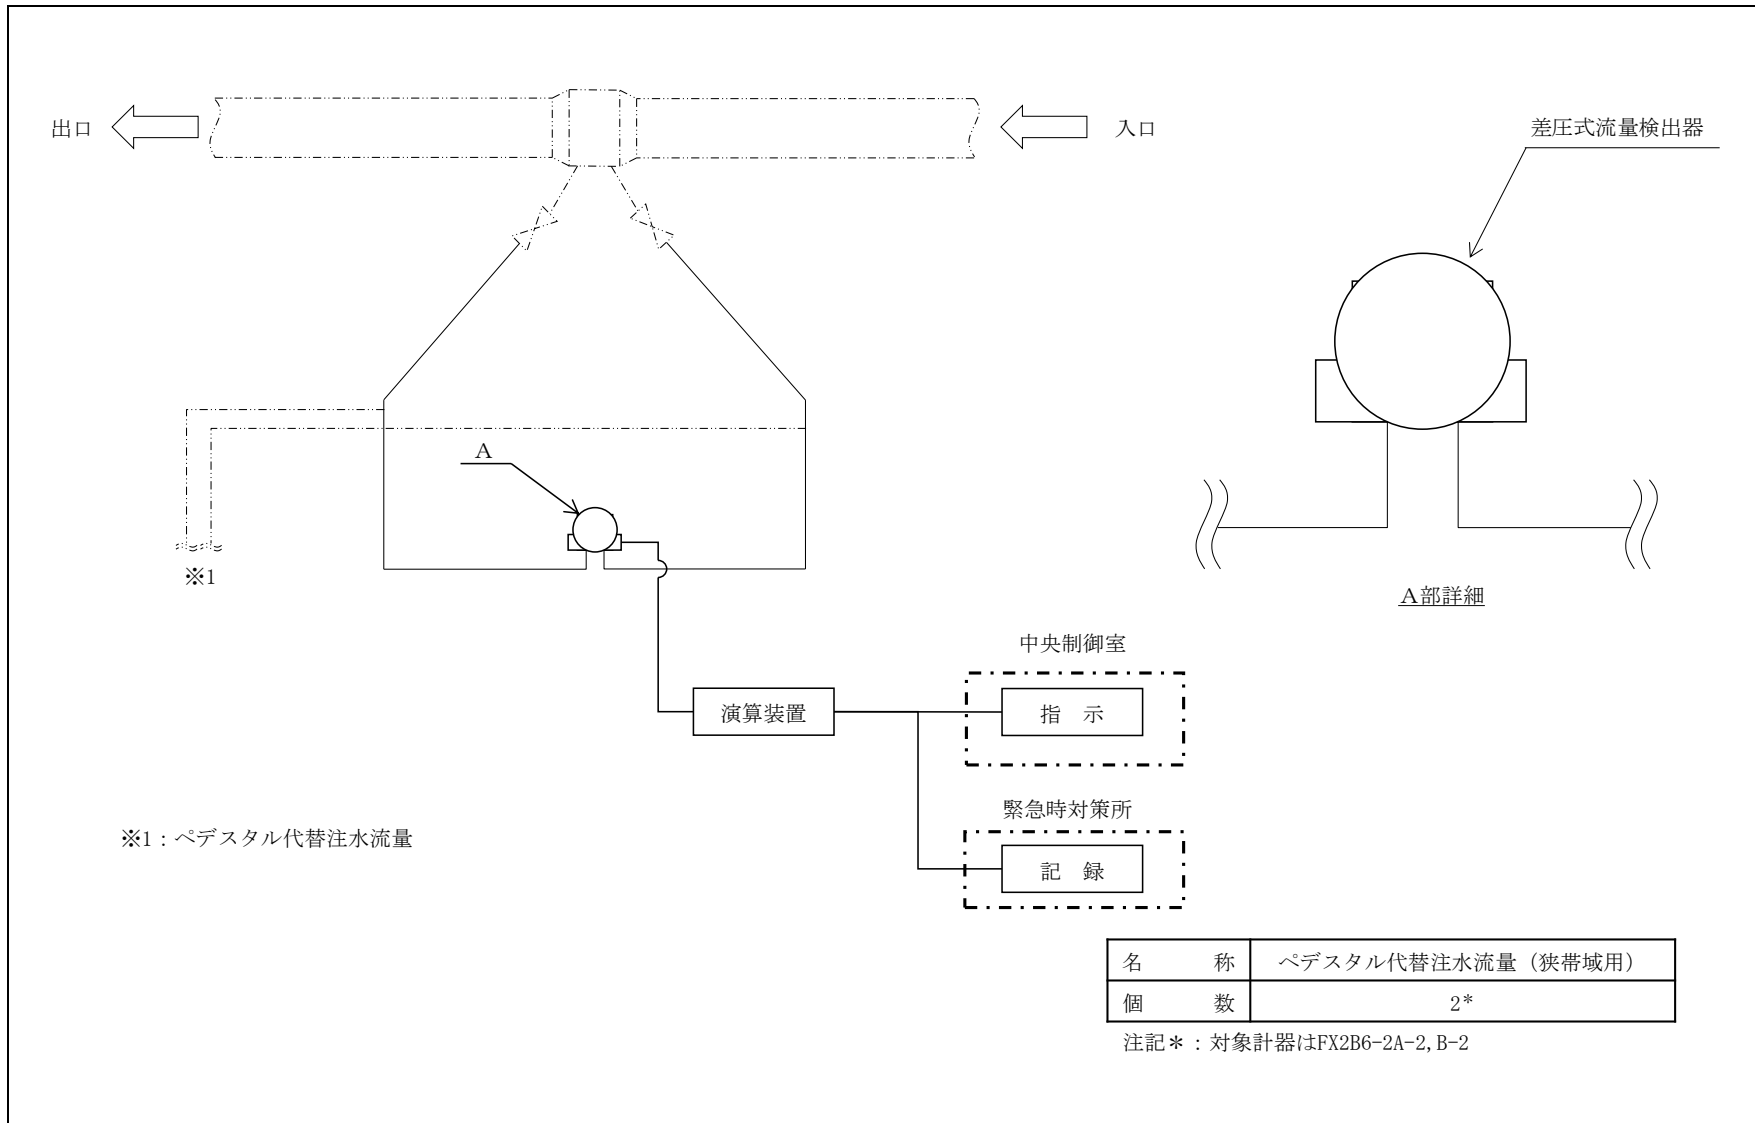 出口
入口
差圧式流量検出器
A
※1
A部詳細
中央制御室
演算装置
指 示
緊急時対策所
記 録
※1：ペデスタル代替注水流量
名 称 ペデスタル代替注水流量（狭帯域用）
個 数 2*
注記＊：対象計器はFX2B6-2A-2,B-2